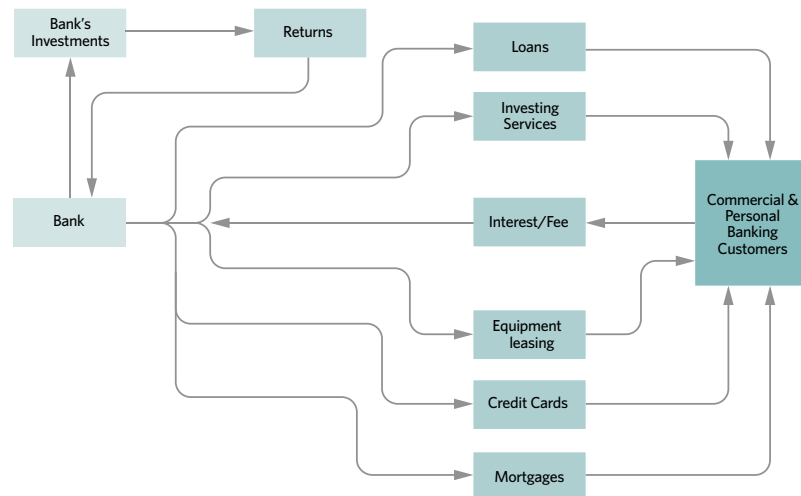 Bank's
Investments
Returns
Loans
Investing
Services
Bank
Interest/Fee
Commercial &
Personal
Banking
Customers
Equipment
leasing
Credit Cards
Mortgages